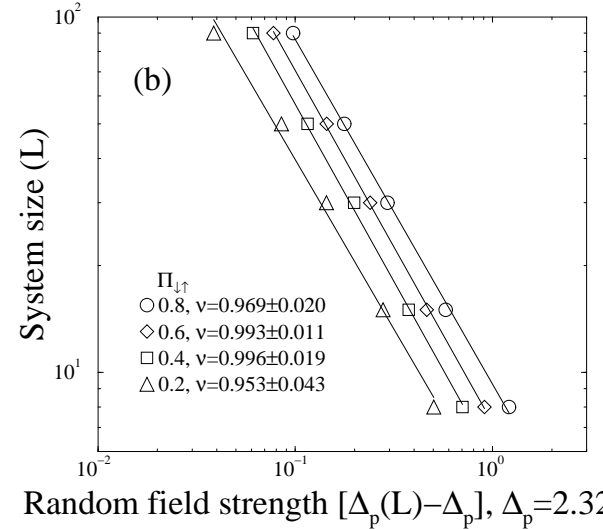 10²
(b)
System size (L)
Π↓↑
0.8, ν=0.969±0.020
0.6, ν=0.993±0.011
0.4, ν=0.996±0.019
0.2, ν=0.953±0.043
10¹
10⁻² 10⁻¹ 10⁰
Random field strength [Δₚ(L)−Δₚ], Δₚ=2.32